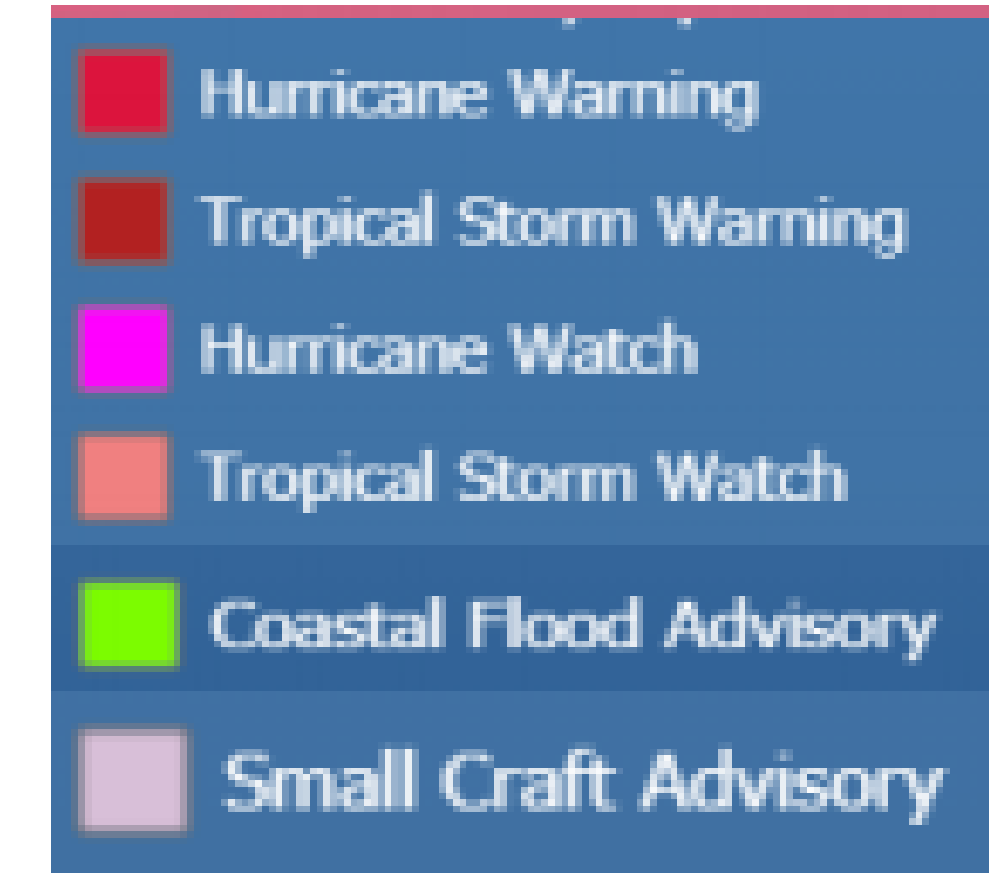 Hurricane Warning
Tropical Storm Warning
Hurricane Watch
Tropical Storm Watch
Coastal Flood Advisory
Small Craft Advisory